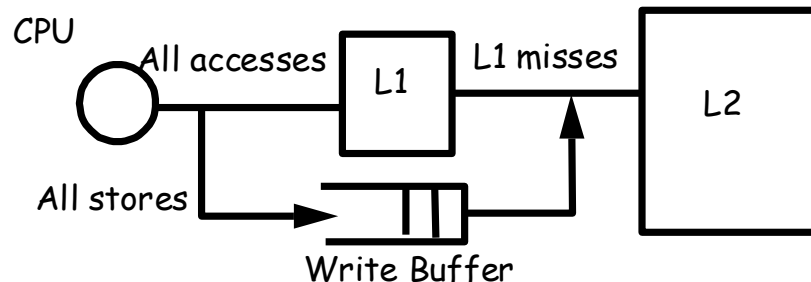 CPU
All accesses
L1
L1 misses
L2
All stores
Write Buffer